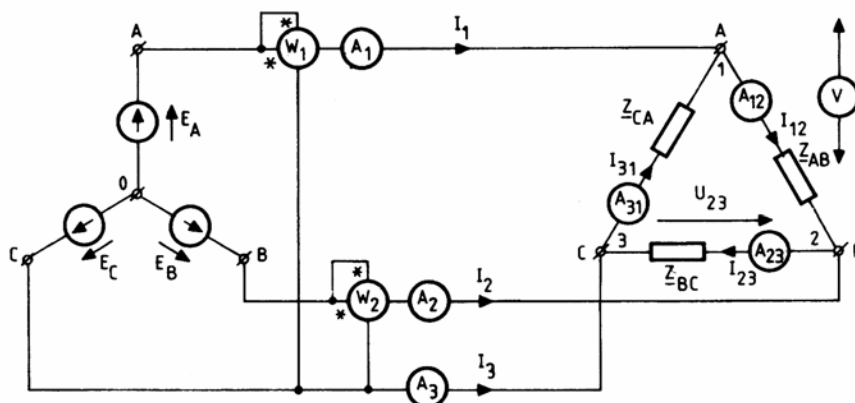 A * W1 * A1 I1 A
1
EA ZCA A12 V
I12
ZAB
0 I31
A31 U23
C EC EB B C 3 2
ZBC I23 A23
* W2 * A2 I2
A3 I3